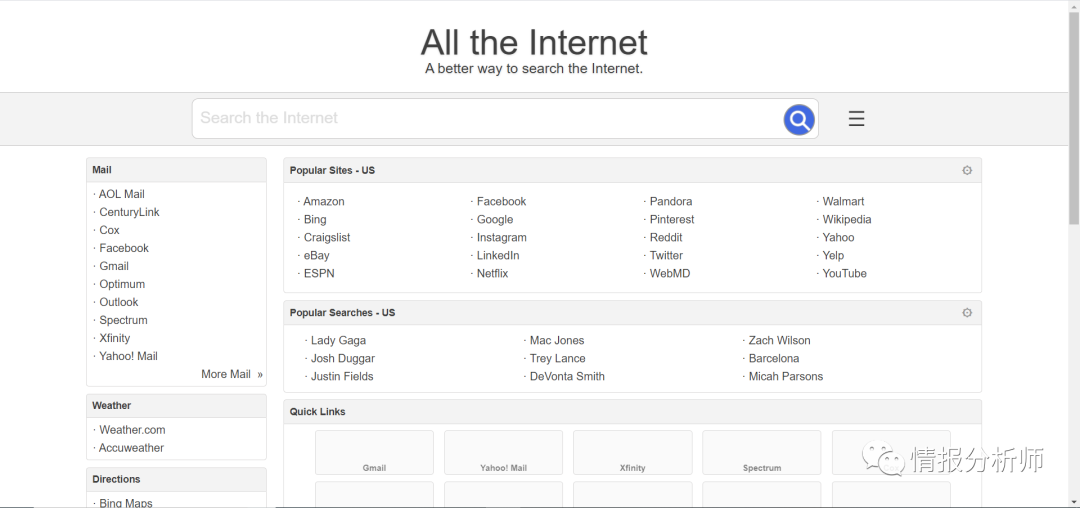 All the Internet
A better way to search the Internet.
Search the Internet
Mail
· AOL Mail
· CenturyLink
· Cox
· Facebook
· Gmail
· Optimum
· Outlook
· Spectrum
· Xfinity
· Yahoo! Mail
More Mail »
Weather
· Weather.com
· Accuweather
Directions
· Bing Maps
Popular Sites - US
· Amazon
· Bing
· Craigslist
· eBay
· ESPN
· Facebook
· Google
· Instagram
· LinkedIn
· Netflix
· Pandora
· Pinterest
· Reddit
· Twitter
· WebMD
· Walmart
· Wikipedia
· Yahoo
· Yelp
· YouTube
Popular Searches - US
· Lady Gaga
· Josh Duggar
· Justin Fields
· Mac Jones
· Trey Lance
· DeVonta Smith
· Zach Wilson
· Barcelona
· Micah Parsons
Quick Links
Gmail
Yahoo! Mail
Xfinity
Spectrum
情报分析师